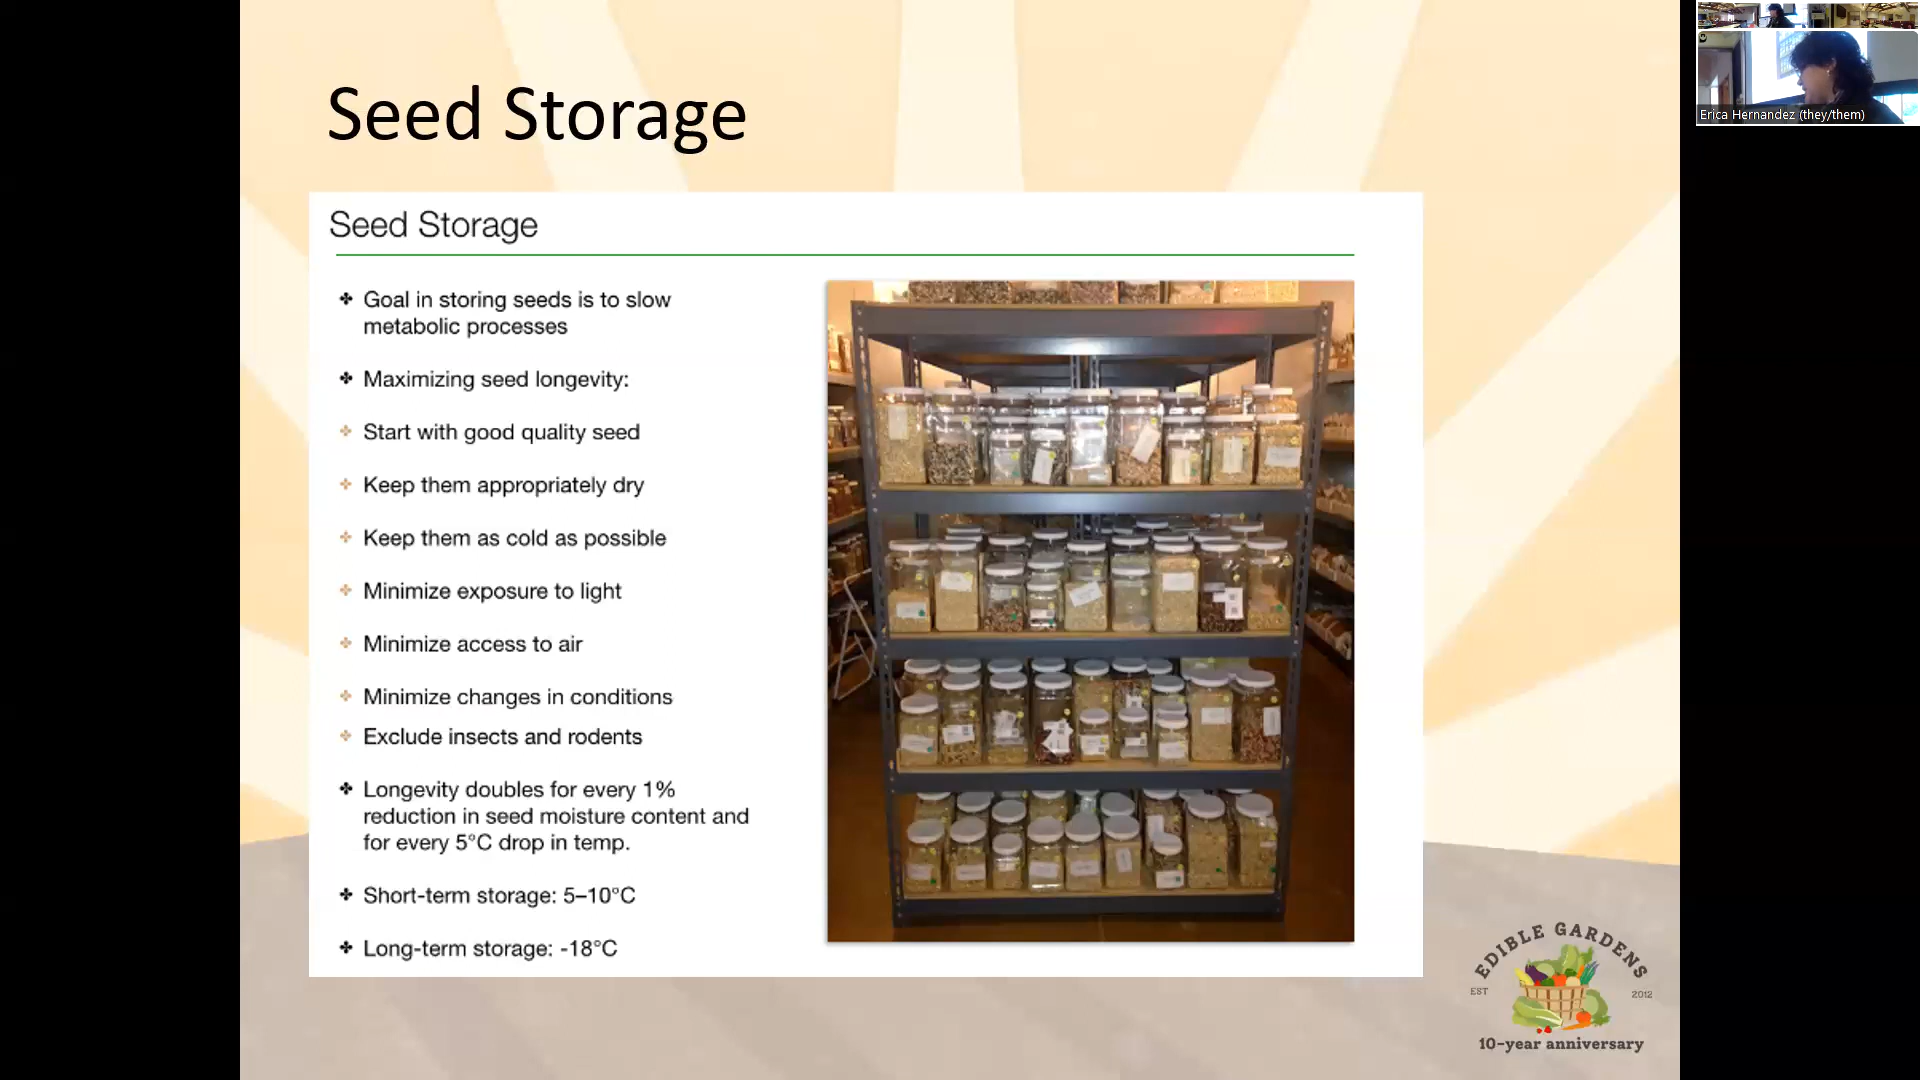 Seed Storage
Seed Storage
Goal in storing seeds is to slow
metabolic processes
Maximizing seed longevity:
Start with good quality seed
Keep them appropriately dry
Keep them as cold as possible
Minimize exposure to light
Minimize access to air
Minimize changes in conditions
Exclude insects and rodents
Longevity doubles for every 1%
reduction in seed moisture content and
for every 5°C drop in temp.
Short-term storage: 5–10°C
Long-term storage: -18°C
EDIBLE GARDENS
EST
2012
10-year anniversary
Erica Hernandez (they/them)